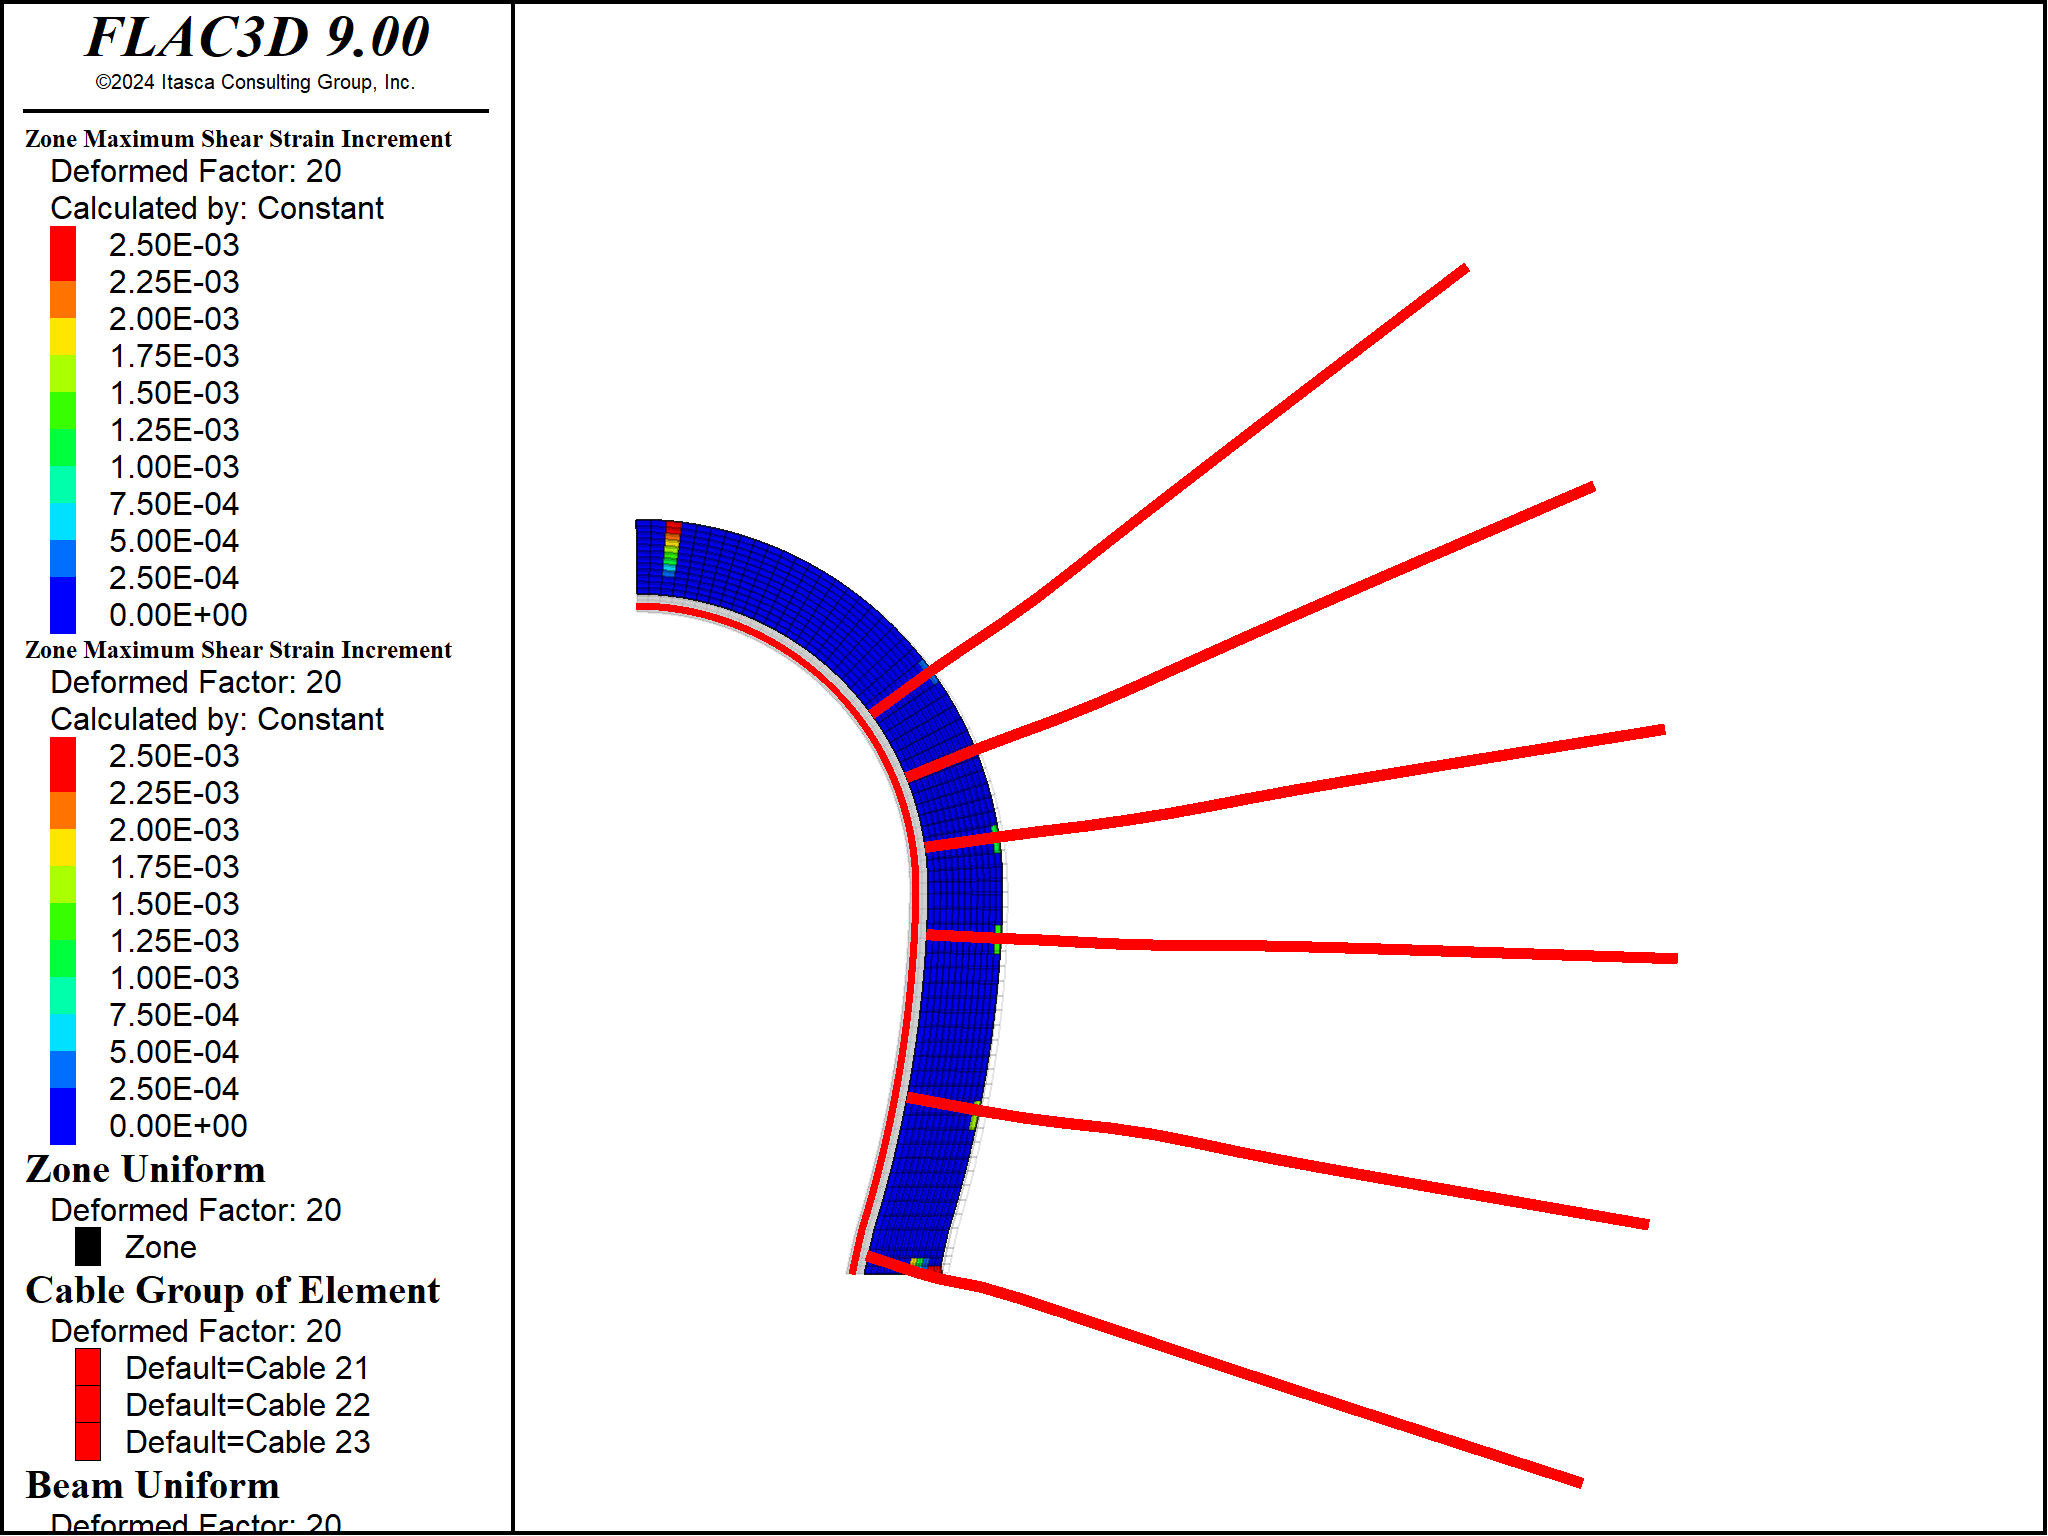 FLAC3D 9.00
©2024 Itasca Consulting Group, Inc.
Zone Maximum Shear Strain Increment
Deformed Factor: 20
Calculated by: Constant
2.50E-03
2.25E-03
2.00E-03
1.75E-03
1.50E-03
1.25E-03
1.00E-03
7.50E-04
5.00E-04
2.50E-04
0.00E+00
Zone Maximum Shear Strain Increment
Deformed Factor: 20
Calculated by: Constant
2.50E-03
2.25E-03
2.00E-03
1.75E-03
1.50E-03
1.25E-03
1.00E-03
7.50E-04
5.00E-04
2.50E-04
0.00E+00
Zone Uniform
Deformed Factor: 20
Zone
Cable Group of Element
Deformed Factor: 20
Default=Cable 21
Default=Cable 22
Default=Cable 23
Beam Uniform
Deformed Factor: 20